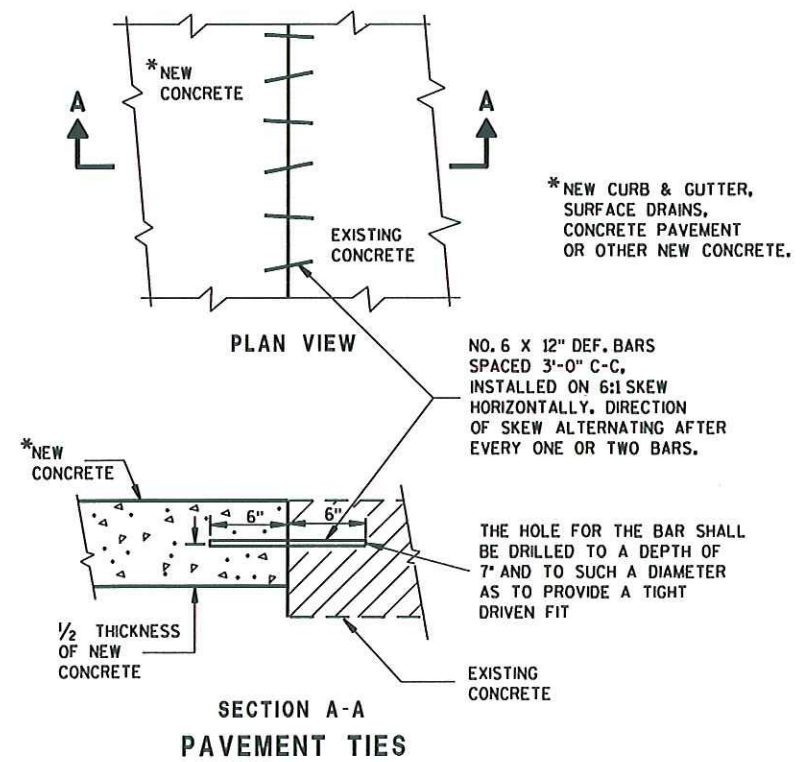 *NEW
CONCRETE
A
A
*NEW CURB & GUTTER,
SURFACE DRAINS,
CONCRETE PAVEMENT
OR OTHER NEW CONCRETE.
EXISTING
CONCRETE
PLAN VIEW
NO. 6 X 12" DEF. BARS
SPACED 3'-0" C-C,
INSTALLED ON 6:1 SKEW
HORIZONTALLY. DIRECTION
OF SKEW ALTERNATING AFTER
EVERY ONE OR TWO BARS.
*NEW
CONCRETE
6"
6"
THE HOLE FOR THE BAR SHALL
BE DRILLED TO A DEPTH OF
7" AND TO SUCH A DIAMETER
AS TO PROVIDE A TIGHT
DRIVEN FIT
½ THICKNESS
OF NEW
CONCRETE
EXISTING
CONCRETE
SECTION A-A
PAVEMENT TIES